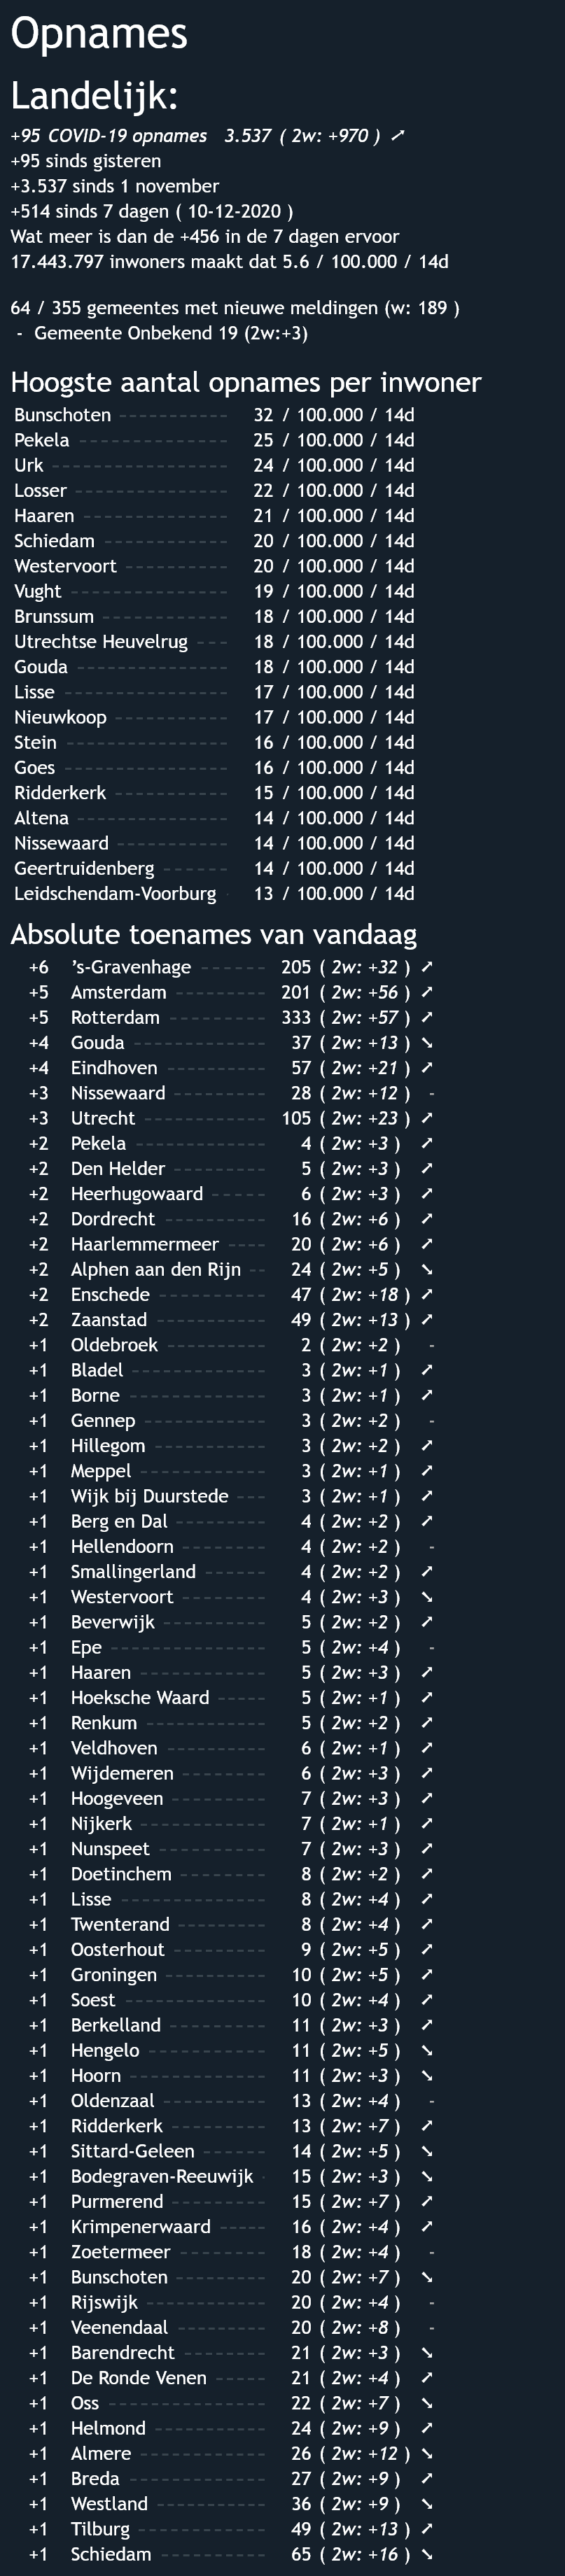 Opnames
Landelijk:
+95 COVID-19 opnames 3.537 ( 2w: +970 ) ➚
+95 sinds gisteren
+3.537 sinds 1 november
+514 sinds 7 dagen ( 10-12-2020 )
Wat meer is dan de +456 in de 7 dagen ervoor
17.443.797 inwoners maakt dat 5.6 / 100.000 / 14d
64 / 355 gemeentes met nieuwe meldingen (w: 189 )
- Gemeente Onbekend 19 (2w:+3)
Hoogste aantal opnames per inwoner
Bunschoten 32 / 100.000 / 14d
Pekela 25 / 100.000 / 14d
Urk 24 / 100.000 / 14d
Losser 22 / 100.000 / 14d
Haaren 21 / 100.000 / 14d
Schiedam 20 / 100.000 / 14d
Westervoort 20 / 100.000 / 14d
Vught 19 / 100.000 / 14d
Brunssum 18 / 100.000 / 14d
Utrechtse Heuvelrug 18 / 100.000 / 14d
Gouda 18 / 100.000 / 14d
Lisse 17 / 100.000 / 14d
Nieuwkoop 17 / 100.000 / 14d
Stein 16 / 100.000 / 14d
Goes 16 / 100.000 / 14d
Ridderkerk 15 / 100.000 / 14d
Altena 14 / 100.000 / 14d
Nissewaard 14 / 100.000 / 14d
Geertruidenberg 14 / 100.000 / 14d
Leidschendam-Voorburg 13 / 100.000 / 14d
Absolute toenames van vandaag
+6 's-Gravenhage 205 ( 2w: +32 ) ➚
+5 Amsterdam 201 ( 2w: +56 ) ➚
+5 Rotterdam 333 ( 2w: +57 ) ➚
+4 Gouda 37 ( 2w: +13 ) ➘
+4 Eindhoven 57 ( 2w: +21 ) ➚
+3 Nissewaard 28 ( 2w: +12 ) -
+3 Utrecht 105 ( 2w: +23 ) ➚
+2 Pekela 4 ( 2w: +3 ) ➚
+2 Den Helder 5 ( 2w: +3 ) ➚
+2 Heerhugowaard 6 ( 2w: +3 ) ➚
+2 Dordrecht 16 ( 2w: +6 ) ➚
+2 Haarlemmermeer 20 ( 2w: +6 ) ➚
+2 Alphen aan den Rijn 24 ( 2w: +5 ) ➘
+2 Enschede 47 ( 2w: +18 ) ➚
+2 Zaanstad 49 ( 2w: +13 ) ➚
+1 Oldebroek 2 ( 2w: +2 ) -
+1 Bladel 3 ( 2w: +1 ) ➚
+1 Borne 3 ( 2w: +1 ) ➚
+1 Gennep 3 ( 2w: +2 ) -
+1 Hillegom 3 ( 2w: +2 ) ➚
+1 Meppel 3 ( 2w: +1 ) ➚
+1 Wijk bij Duurstede 3 ( 2w: +1 ) ➚
+1 Berg en Dal 4 ( 2w: +2 ) ➚
+1 Hellendoorn 4 ( 2w: +2 ) -
+1 Smallingerland 4 ( 2w: +2 ) ➚
+1 Westervoort 4 ( 2w: +3 ) ➘
+1 Beverwijk 5 ( 2w: +2 ) ➚
+1 Epe 5 ( 2w: +4 ) -
+1 Haaren 5 ( 2w: +3 ) ➚
+1 Hoeksche Waard 5 ( 2w: +1 ) ➚
+1 Renkum 5 ( 2w: +2 ) ➚
+1 Veldhoven 6 ( 2w: +1 ) ➚
+1 Wijdemeren 6 ( 2w: +3 ) ➚
+1 Hoogeveen 7 ( 2w: +3 ) ➚
+1 Nijkerk 7 ( 2w: +1 ) ➚
+1 Nunspeet 7 ( 2w: +3 ) ➚
+1 Doetinchem 8 ( 2w: +2 ) ➚
+1 Lisse 8 ( 2w: +4 ) ➚
+1 Twenterand 8 ( 2w: +4 ) ➚
+1 Oosterhout 9 ( 2w: +5 ) ➚
+1 Groningen 10 ( 2w: +5 ) ➚
+1 Soest 10 ( 2w: +4 ) ➚
+1 Berkelland 11 ( 2w: +3 ) ➚
+1 Hengelo 11 ( 2w: +5 ) ➘
+1 Hoorn 11 ( 2w: +3 ) ➘
+1 Oldenzaal 13 ( 2w: +4 ) -
+1 Ridderkerk 13 ( 2w: +7 ) ➚
+1 Sittard-Geleen 14 ( 2w: +5 ) ➘
+1 Bodegraven-Reeuwijk 15 ( 2w: +3 ) ➘
+1 Purmerend 15 ( 2w: +7 ) ➚
+1 Krimpenerwaard 16 ( 2w: +4 ) ➚
+1 Zoetermeer 18 ( 2w: +4 ) -
+1 Bunschoten 20 ( 2w: +7 ) ➘
+1 Rijswijk 20 ( 2w: +4 ) -
+1 Veenendaal 20 ( 2w: +8 ) -
+1 Barendrecht 21 ( 2w: +3 ) ➘
+1 De Ronde Venen 21 ( 2w: +4 ) ➚
+1 Oss 22 ( 2w: +7 ) ➘
+1 Helmond 24 ( 2w: +9 ) ➚
+1 Almere 26 ( 2w: +12 ) ➘
+1 Breda 27 ( 2w: +9 ) ➚
+1 Westland 36 ( 2w: +9 ) ➘
+1 Tilburg 49 ( 2w: +13 ) ➚
+1 Schiedam 65 ( 2w: +16 ) ➘